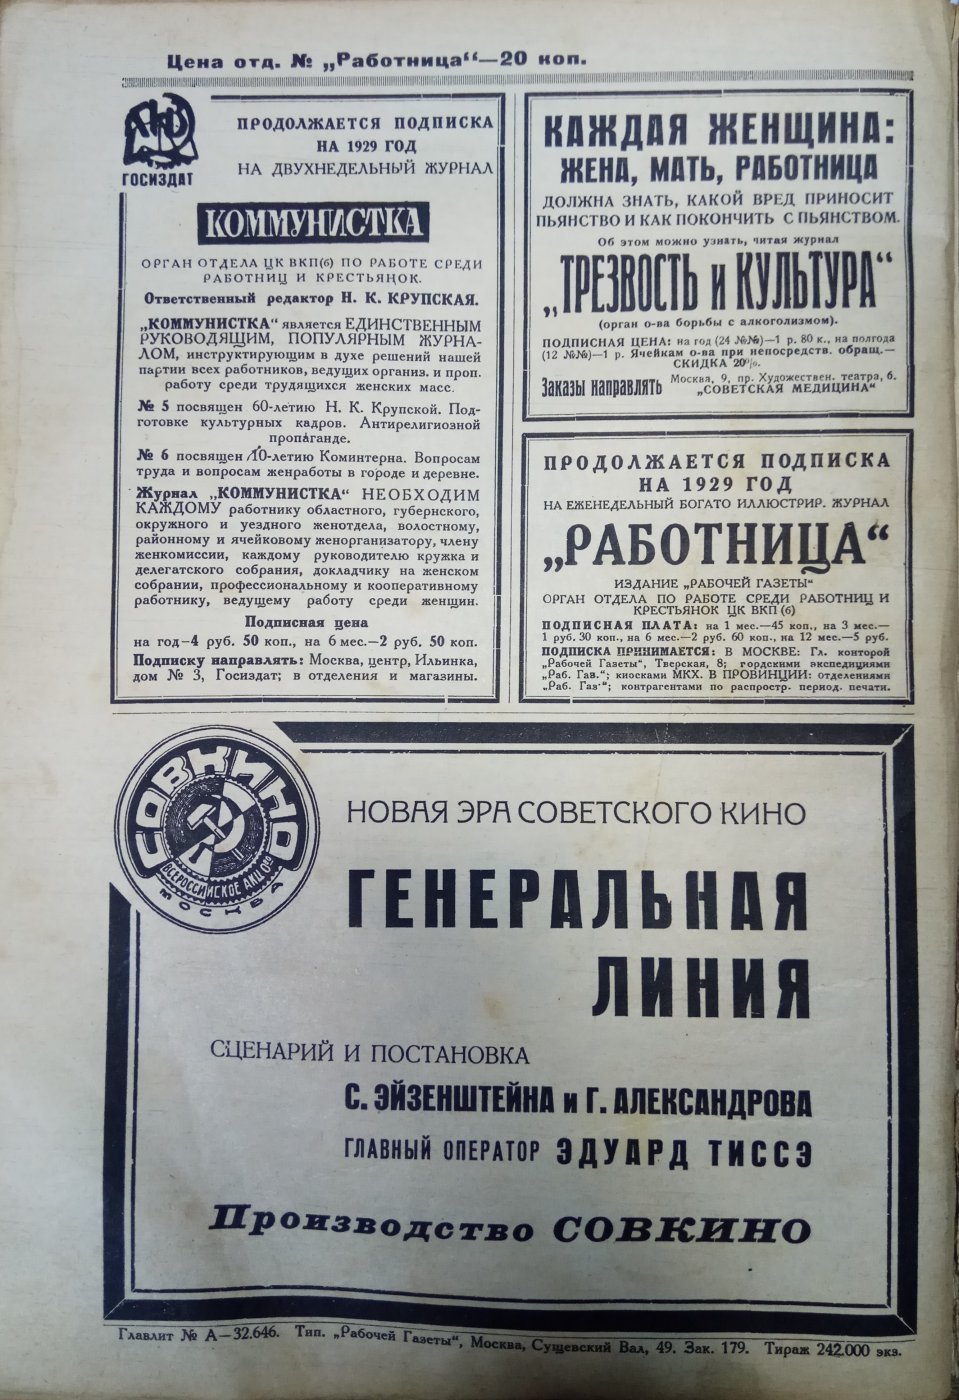 Цена отд. № „Работница“—20 коп.
ГОСИЗДАТ
ПРОДОЛЖАЕТСЯ ПОДПИСКА
НА 1929 ГОД
НА ДВУХНЕДЕЛЬНЫЙ ЖУРНАЛ
КОММУНИСТКА
ОРГАН ОТДЕЛА ЦК ВКП(б) ПО РАБОТЕ СРЕДИ
РАБОТНИЦ И КРЕСТЬЯНОК.
Ответственный редактор Н. К. КРУПСКАЯ.
„КОММУНИСТКА“ является ЕДИНСТВЕННЫМ
РУКОВОДЯЩИМ, ПОПУЛЯРНЫМ ЖУРНА-
ЛОМ, инструктирующим в духе решений нашей
партии всех работников, ведущих организ. и проп.
работу среди трудящихся женских масс.
№ 5 посвящен 60-летию Н. К. Крупской. Под-
готовке культурных кадров. Антирелигиозной
пропаганде.
№ 6 посвящен 10-летию Коминтерна. Вопросам
труда и вопросам женработы в городе и деревне.
Журнал „КОММУНИСТКА“ НЕОБХОДИМ
КАЖДОМУ работнику областного, губернского,
окружного и уездного женотдела, волостному,
районному и ячейковому женорганизатору, члену
женкомиссии, каждому руководителю кружка и
делегатского собрания, докладчику на женском
собрании, профессиональному и кооперативному
работнику, ведущему работу среди женщин.
Подписная цена
на год—4 руб. 50 коп., на 6 мес.—2 руб. 50 коп.
Подписку направлять: Москва, центр, Ильинка,
дом № 3, Госиздат; в отделения и магазины.
КАЖДАЯ ЖЕНЩИНА:
ЖЕНА, МАТЬ, РАБОТНИЦА
ДОЛЖНА ЗНАТЬ, КАКОЙ ВРЕД ПРИНОСИТ
ПЬЯНСТВО И КАК ПОКОНЧИТЬ С ПЬЯНСТВОМ.
Об этом можно узнать, читая журнал
„ТРЕЗВОСТЬ и КУЛЬТУРА“
(орган о-ва борьбы с алкоголизмом).
ПОДПИСНАЯ ЦЕНА: на год (24 №№)—1 р. 80 к., на полгода
(12 №№)—1 р. Ячейкам о-ва при непосредств. обращ.—
СКИДКА 20%.
Заказы направлять Москва, 9, пр. Художествен. театра, 6.
„СОВЕТСКАЯ МЕДИЦИНА“
ПРОДОЛЖАЕТСЯ ПОДПИСКА
НА 1929 ГОД
НА ЕЖЕНЕДЕЛЬНЫЙ БОГАТО ИЛЛЮСТРИР. ЖУРНАЛ
„РАБОТНИЦА“
ИЗДАНИЕ „РАБОЧЕЙ ГАЗЕТЫ“
ОРГАН ОТДЕЛА ПО РАБОТЕ СРЕДИ РАБОТНИЦ И
КРЕСТЬЯНОК ЦК ВКП (б)
ПОДПИСНАЯ ПЛАТА: на 1 мес.—45 коп., на 3 мес.—
1 руб. 30 коп., на 6 мес.—2 руб. 60 коп., на 12 мес.—5 руб.
ПОДПИСКА ПРИНИМАЕТСЯ: В МОСКВЕ: Гл. конторой
„Рабочей Газеты“, Тверская, 8; гордскими экспедициями
„Раб. Газ.“; киосками МКХ. В ПРОВИНЦИИ: отделениями
„Раб. Газ“; контрагентами по распростр. период. печати.
СОВКИНО
ВСЕРОССИЙСКОЕ АКЦ О-ВО
МОСКВА
НОВАЯ ЭРА СОВЕТСКОГО КИНО
ГЕНЕРАЛЬНАЯ
ЛИНИЯ
СЦЕНАРИЙ И ПОСТАНОВКА
С. ЭЙЗЕНШТЕЙНА и Г. АЛЕКСАНДРОВА
ГЛАВНЫЙ ОПЕРАТОР ЭДУАРД ТИССЭ
Производство СОВКИНО
Главлит № А—32.646. Тип. „Рабочей Газеты“, Москва, Сущевский Вал, 49. Зак. 179. Тираж 242.000 экз.